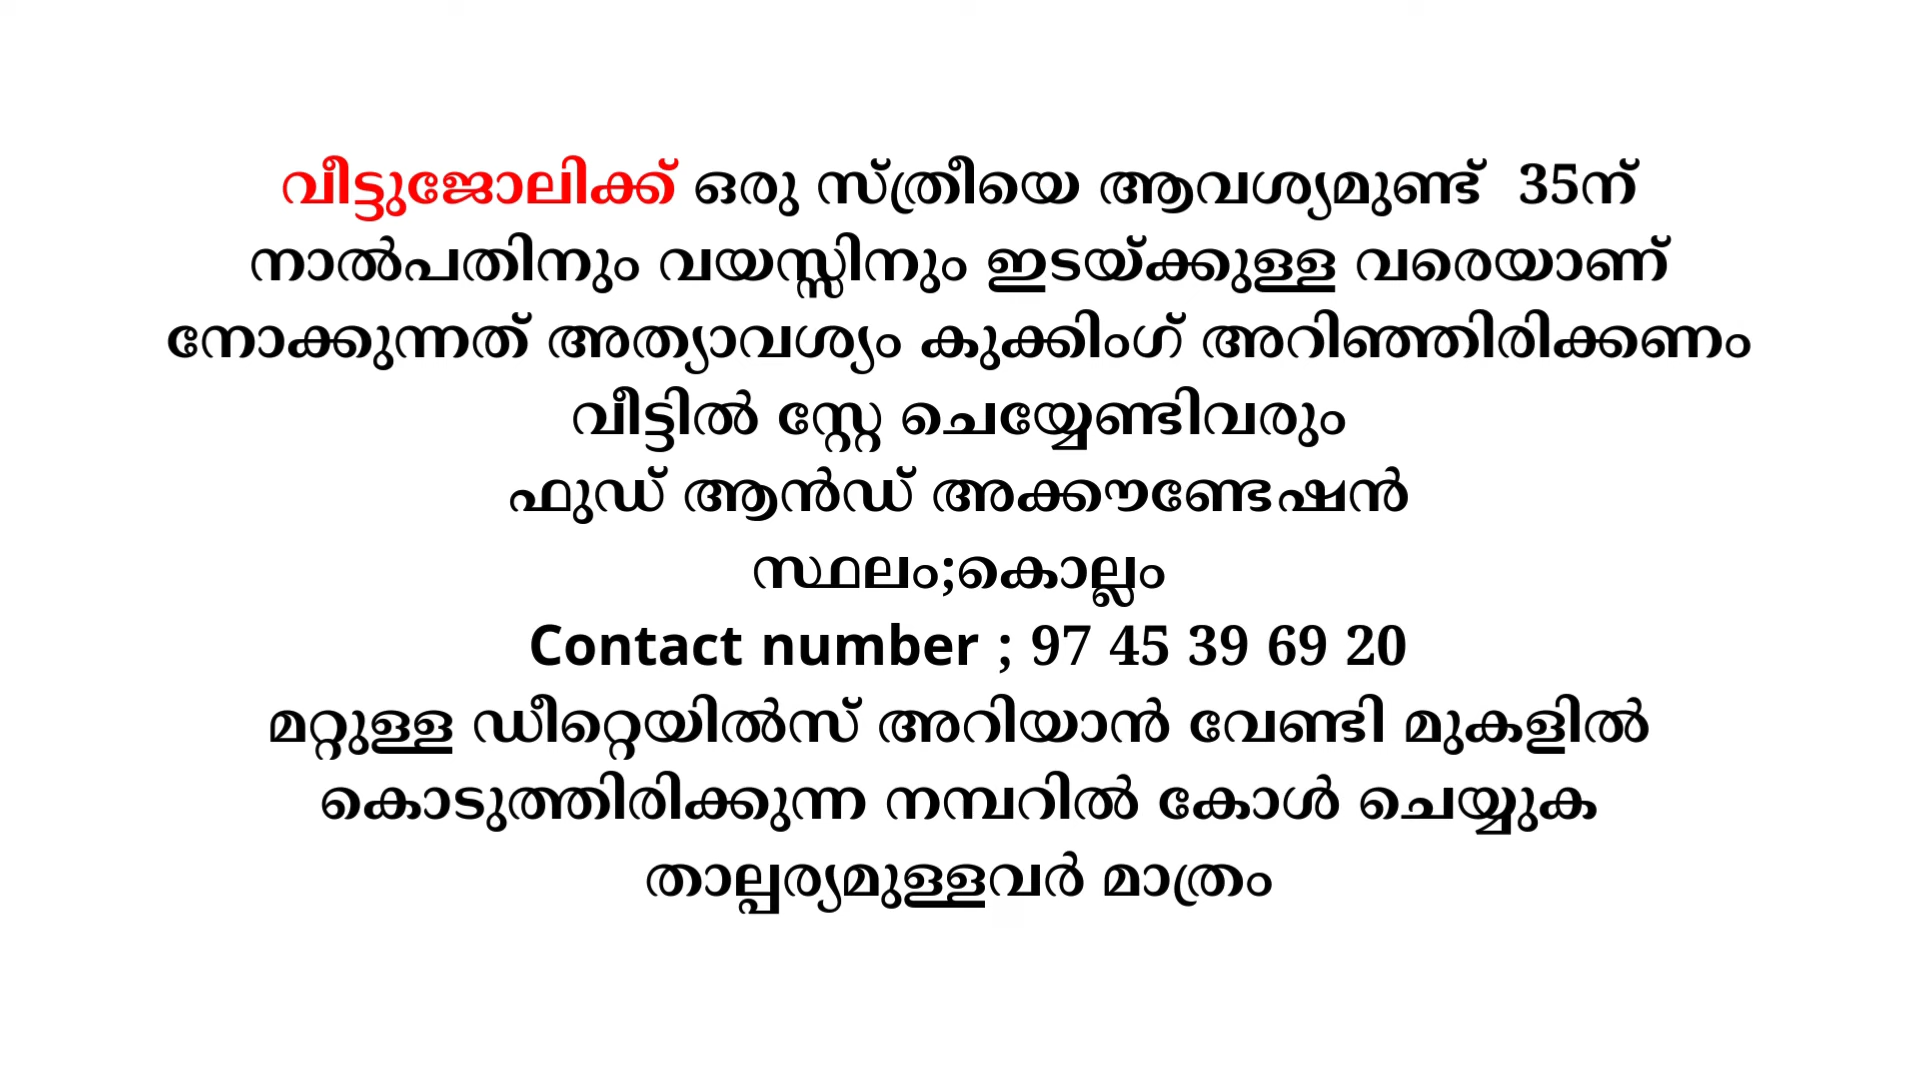 വീട്ടുജോലിക്ക് ഒരു സ്ത്രീയെ ആവശ്യമുണ്ട് 35ന്
നാൽപതിനും വയസ്സിനും ഇടയ്ക്കുള്ള വരെയാണ്
നോക്കുന്നത് അത്യാവശ്യം കുക്കിംഗ് അറിഞ്ഞിരിക്കണം
വീട്ടിൽ സ്റ്റേ ചെയ്യേണ്ടിവരും
ഫുഡ് ആൻഡ് അക്കൗണ്ടേഷൻ
സ്ഥലം;കൊല്ലം
Contact number ; 97 45 39 69 20
മറ്റുള്ള ഡീറ്റെയിൽസ് അറിയാൻ വേണ്ടി മുകളിൽ
കൊടുത്തിരിക്കുന്ന നമ്പറിൽ കോൾ ചെയ്യുക
താല്പര്യമുള്ളവർ മാത്രം